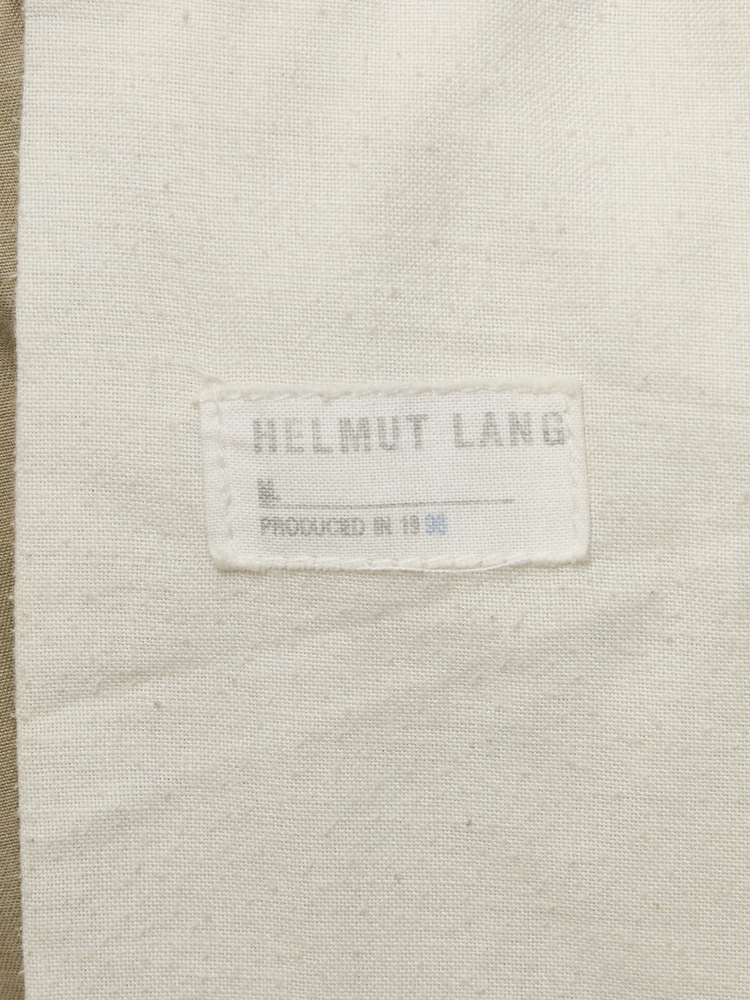 HELMUT LANG
M.
PRODUCED IN 19